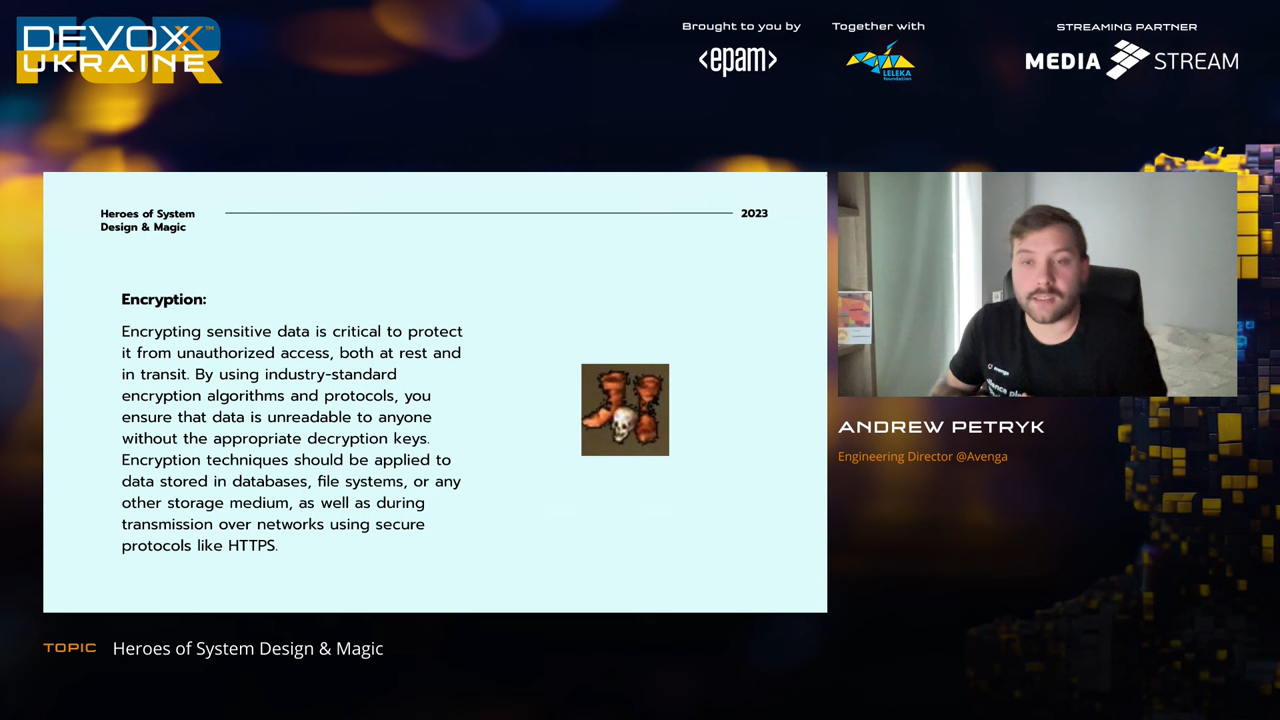 DEVOXX™
UKRAINE
FOR
Brought to you by
<epam>
Together with
LELEKA
foundation
STREAMING PARTNER
MEDIA STREAM
Heroes of System
Design & Magic
2023
Encryption:
Encrypting sensitive data is critical to protect
it from unauthorized access, both at rest and
in transit. By using industry-standard
encryption algorithms and protocols, you
ensure that data is unreadable to anyone
without the appropriate decryption keys.
Encryption techniques should be applied to
data stored in databases, file systems, or any
other storage medium, as well as during
transmission over networks using secure
protocols like HTTPS.
avenga
ANDREW PETRYK
Engineering Director @Avenga
TOPIC Heroes of System Design & Magic